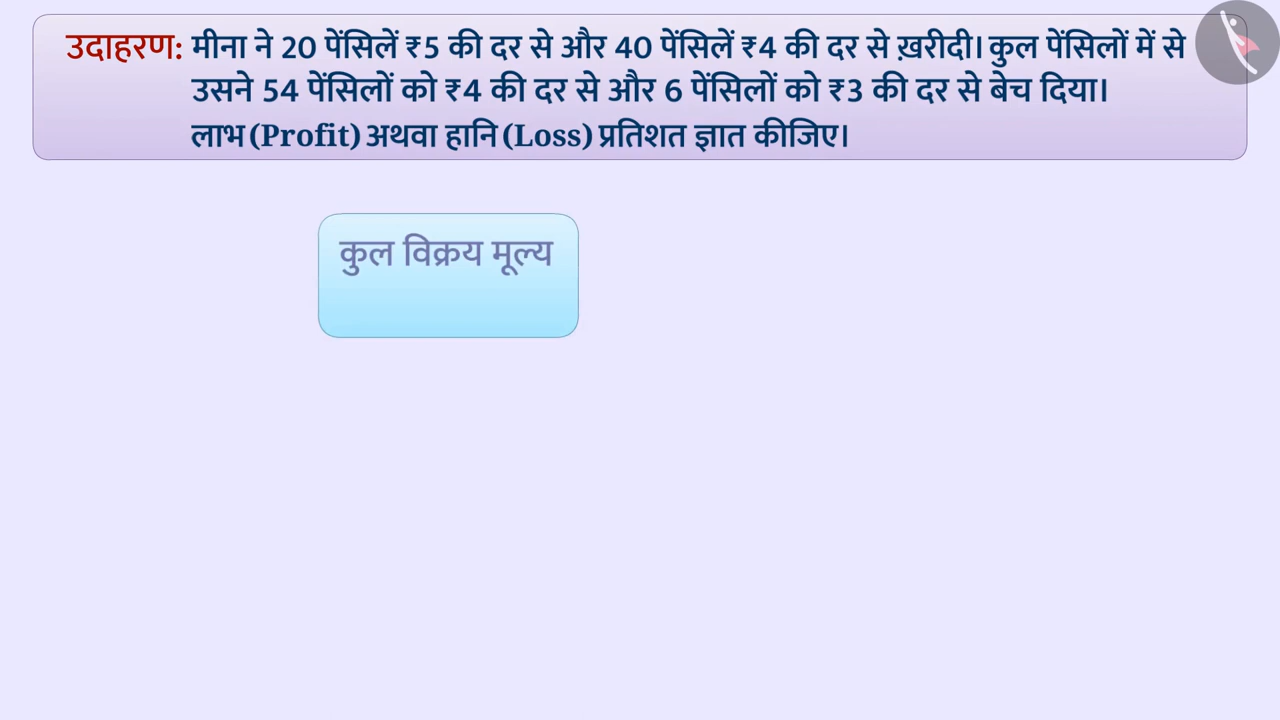 उदाहरण: मीना ने 20 पेंसिलें ₹5 की दर से और 40 पेंसिलें ₹4 की दर से ख़रीदी। कुल पेंसिलों में से
उसने 54 पेंसिलों को ₹4 की दर से और 6 पेंसिलों को ₹3 की दर से बेच दिया।
लाभ (Profit) अथवा हानि (Loss) प्रतिशत ज्ञात कीजिए।
कुल विक्रय मूल्य